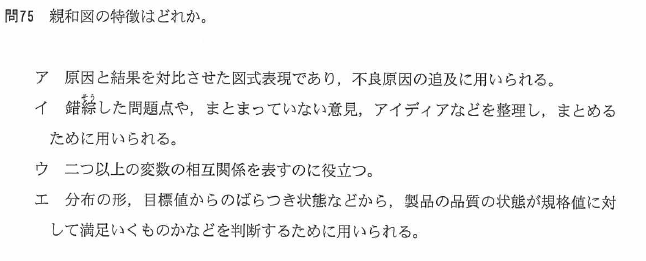 問75 親和図の特徴はどれか。
ア 原因と結果を対比させた図式表現であり，不良原因の追及に用いられる。
イ 錯綜そうした問題点や，まとまっていない意見，アイディアなどを整理し，まとめる
ために用いられる。
ウ 二つ以上の変数の相互関係を表すのに役立つ。
エ 分布の形，目標値からのばらつき状態などから，製品の品質の状態が規格値に対
して満足いくものかなどを判断するために用いられる。